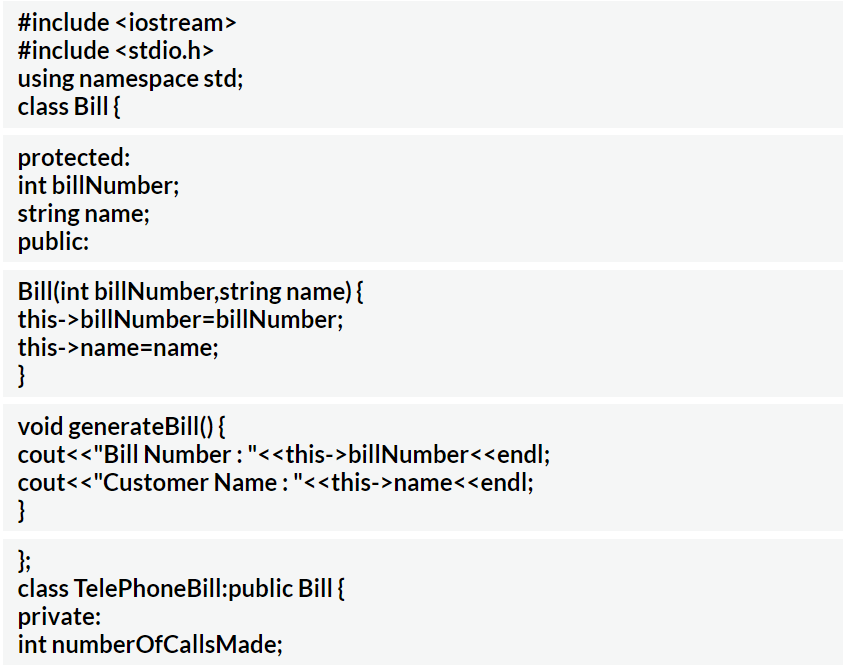 #include <iostream>
#include <stdio.h>
using namespace std;
class Bill {
protected:
int billNumber;
string name;
public:
Bill(int billNumber,string name) {
this->billNumber=billNumber;
this->name=name;
}
void generateBill() {
cout<<"Bill Number : "<<this->billNumber<<endl;
cout<<"Customer Name : "<<this->name<<endl;
}
};
class TelePhoneBill:public Bill {
private:
int numberOfCallsMade;